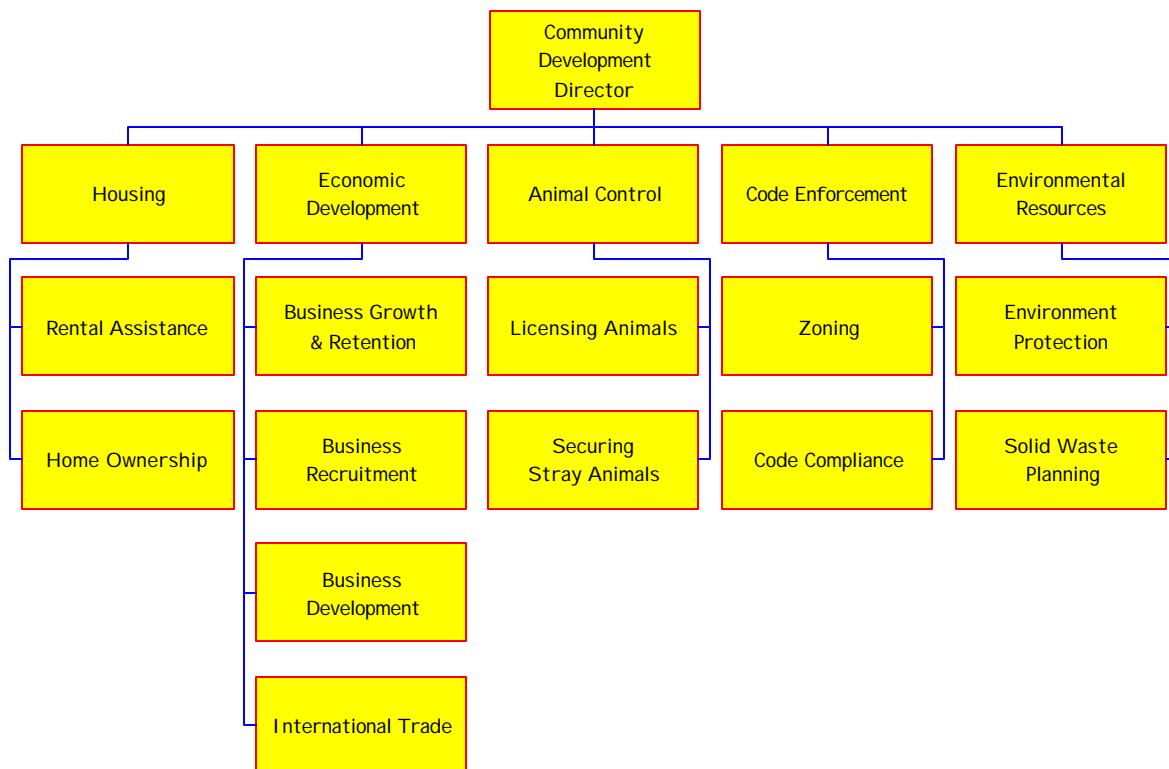 Community
Development
Director
Housing
Economic
Development
Animal Control
Code Enforcement
Environmental
Resources
Rental Assistance
Business Growth
& Retention
Licensing Animals
Zoning
Environment
Protection
Home Ownership
Business
Recruitment
Securing
Stray Animals
Code Compliance
Solid Waste
Planning
Business
Development
International Trade